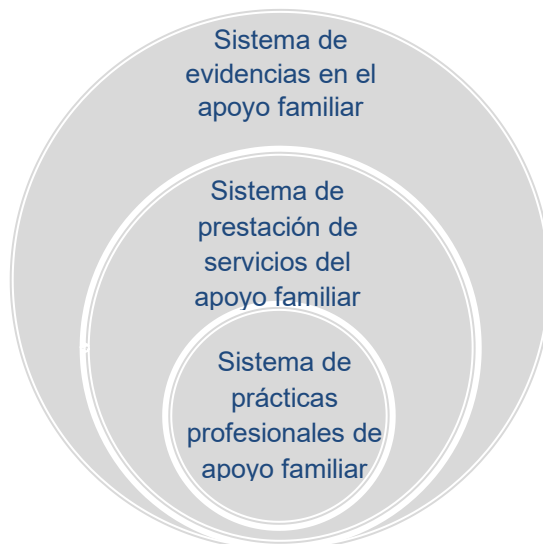 Sistema de
evidencias en el
apoyo familiar
Sistema de
prestación de
servicios del
apoyo familiar
Sistema de
prácticas
profesionales de
apoyo familiar